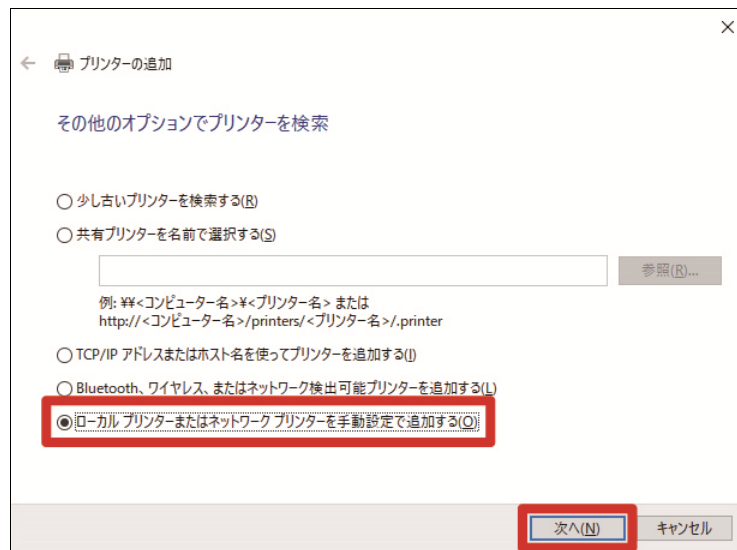 プリンターの追加
その他のオプションでプリンターを検索
少し古いプリンターを検索する(R)
共有プリンターを名前で選択する(S)
参照(R)...
例: ¥¥<コンピューター名>¥<プリンター名> または
http://<コンピューター名>/printers/<プリンター名>/.printer
TCP/IP アドレスまたはホスト名を使ってプリンターを追加する(I)
Bluetooth、ワイヤレス、またはネットワーク検出可能プリンターを追加する(L)
ローカル プリンターまたはネットワーク プリンターを手動設定で追加する(O)
次へ(N) キャンセル